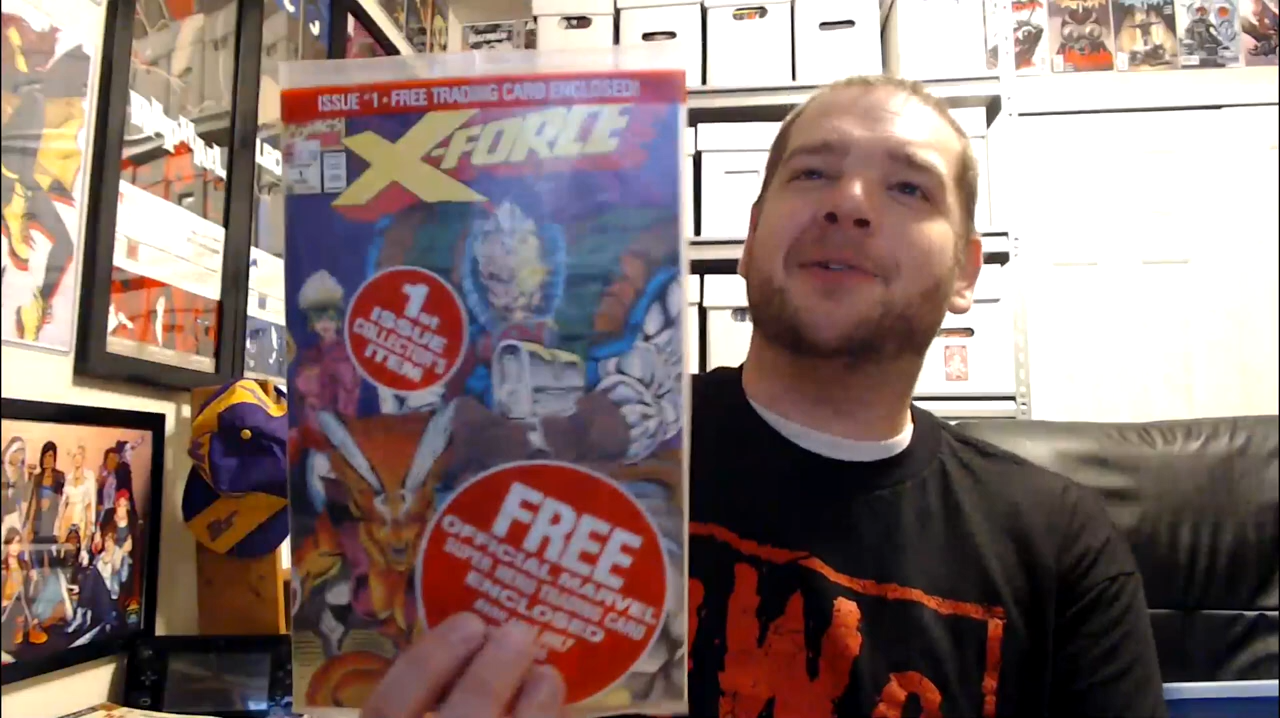 ISSUE #1 • FREE TRADING CARD ENCLOSED!
COMICS
X-FORCE
1st
ISSUE
COLLECTOR'S
ITEM
FREE
OFFICIAL MARVEL
SUPER HERO TRADING CARD
ENCLOSED